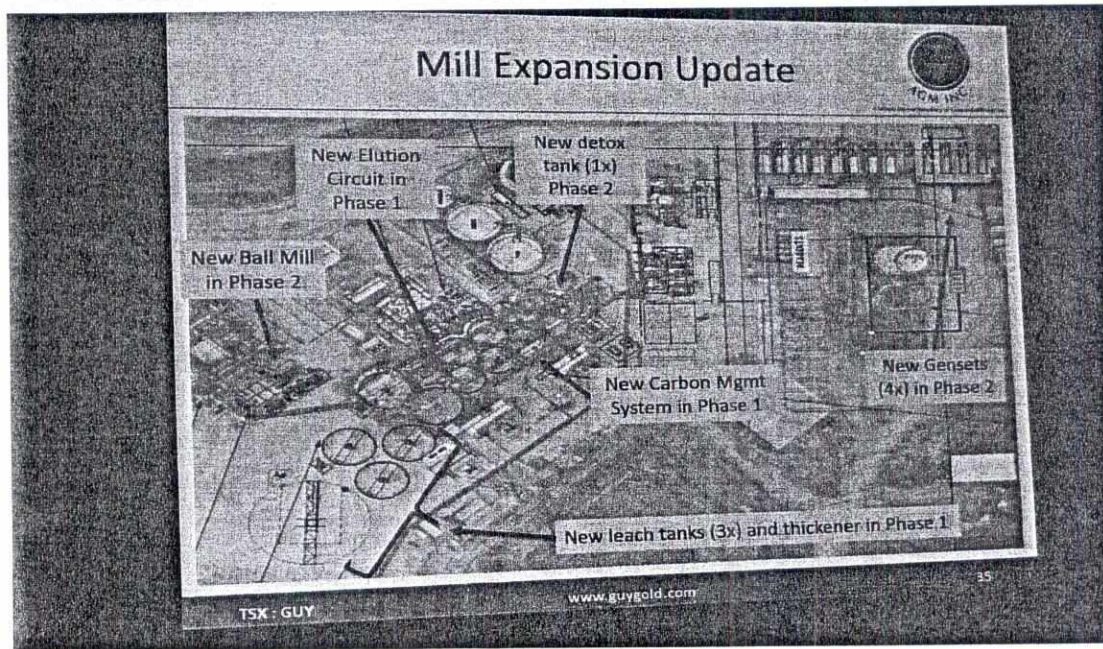 Mill Expansion Update
AGM INC
New Elution
Circuit in
Phase 1
New detox
tank (1x)
Phase 2
New Ball Mill
in Phase 2
New Carbon Mgmt
System in Phase 1
New Gensets
(4x) in Phase 2
New leach tanks (3x) and thickener in Phase 1
TSX : GUY
www.guygold.com
35